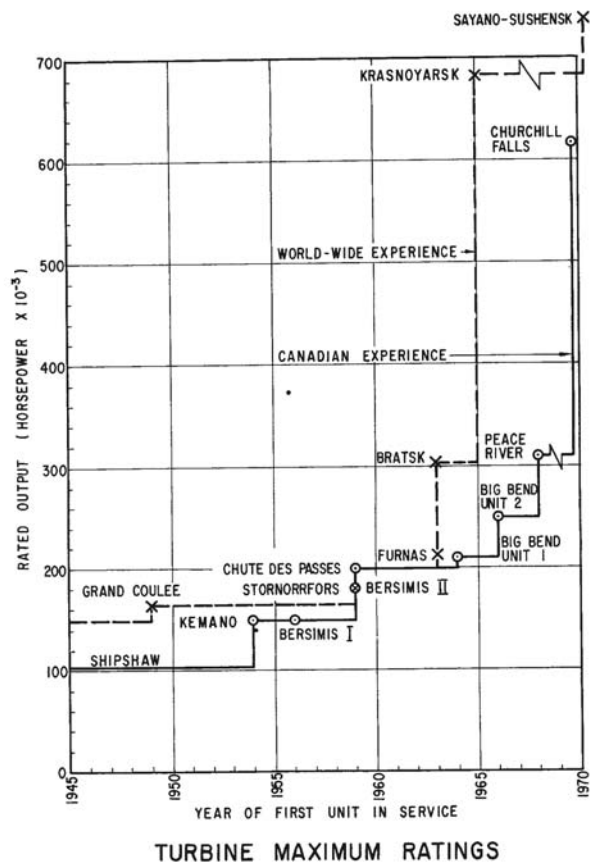 SAYANO-SUSHENSK
700
KRASNOYARSK
CHURCHILL
FALLS
600
WORLD-WIDE EXPERIENCE
500
CANADIAN EXPERIENCE
400
PEACE
RIVER
BRATSK
300
BIG BEND
UNIT 2
BIG BEND
UNIT 1
FURNAS
CHUTE DES PASSES
200
STORNORRFORS
BERSIMIS II
GRAND COULEE
KEMANO
BERSIMIS I
SHIPSHAW
100
0
RATED OUTPUT (HORSEPOWER X10⁻³)
1945
1950
1955
1960
1965
1970
YEAR OF FIRST UNIT IN SERVICE
TURBINE MAXIMUM RATINGS